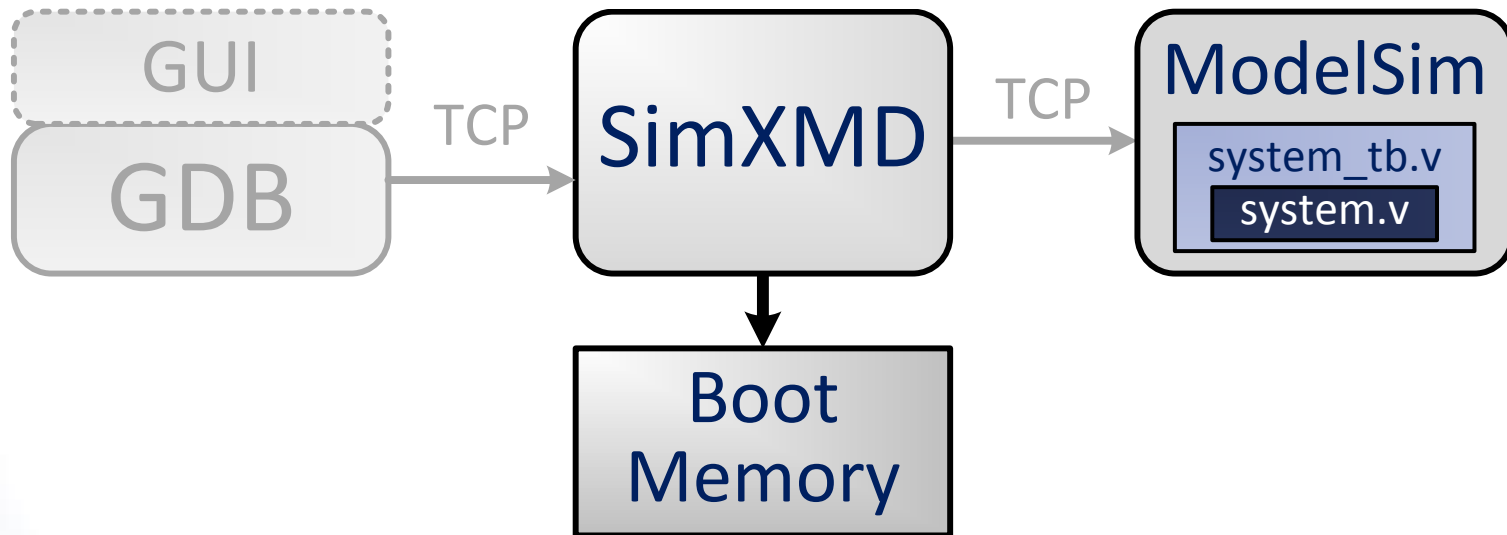 GUI
GDB
TCP
SimXMD
TCP
ModelSim
system_tb.v
system.v
Boot
Memory